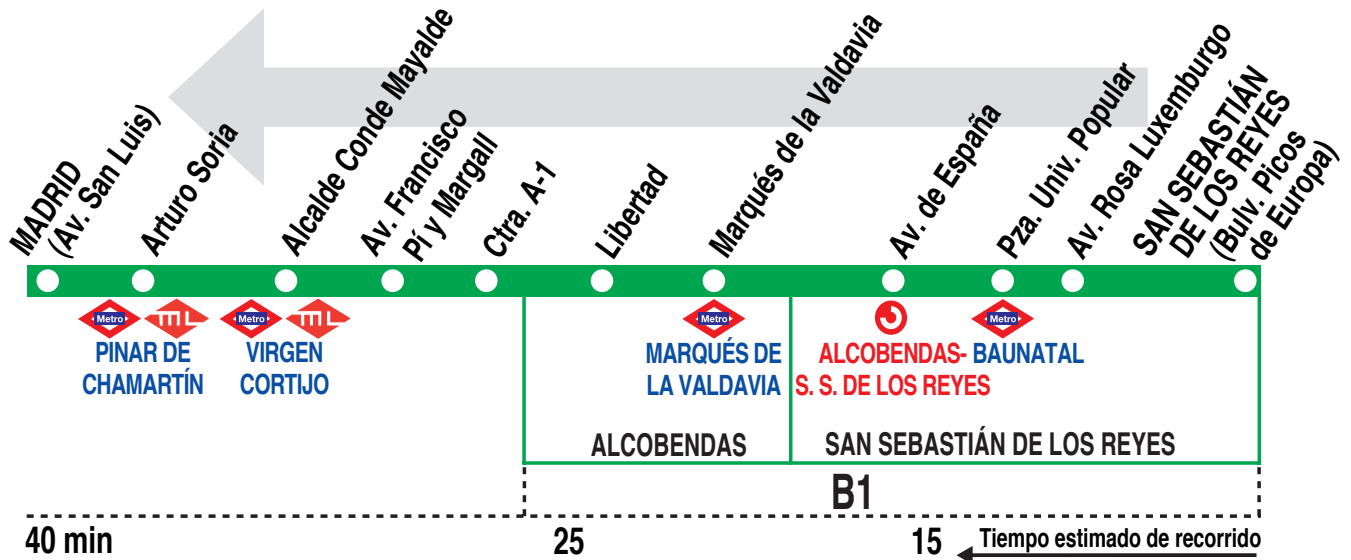 MADRID
(Av. San Luis)
Arturo Soria
Alcalde Conde Mayalde
Av. Francisco
Pí y Margall
Ctra. A-1
Libertad
Marqués de la Valdavia
Av. de España
Pza. Univ. Popular
Av. Rosa Luxemburgo
SAN SEBASTIÁN
DE LOS REYES
(Bulv. Picos
de Europa)
Metro
ML
Metro
ML
Metro
Metro
PINAR DE
CHAMARTÍN
VIRGEN
CORTIJO
MARQUÉS DE
LA VALDAVIA
ALCOBENDAS-
S. S. DE LOS REYES
BAUNATAL
ALCOBENDAS
SAN SEBASTIÁN DE LOS REYES
B1
40 min
25
15
Tiempo estimado de recorrido